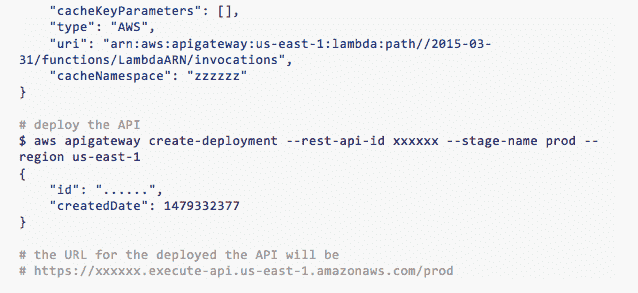 "cacheKeyParameters": [],
"type": "AWS",
"uri": "arn:aws:apigateway:us-east-1:lambda:path//2015-03-
31/functions/LambdaARN/invocations",
"cacheNamespace": "zzzzzz"
}
# deploy the API
$ aws apigateway create-deployment --rest-api-id xxxxxx --stage-name prod --
region us-east-1
{
"id": "......",
"createdDate": 1479332377
}
# the URL for the deployed the API will be
# https://xxxxxx.execute-api.us-east-1.amazonaws.com/prod